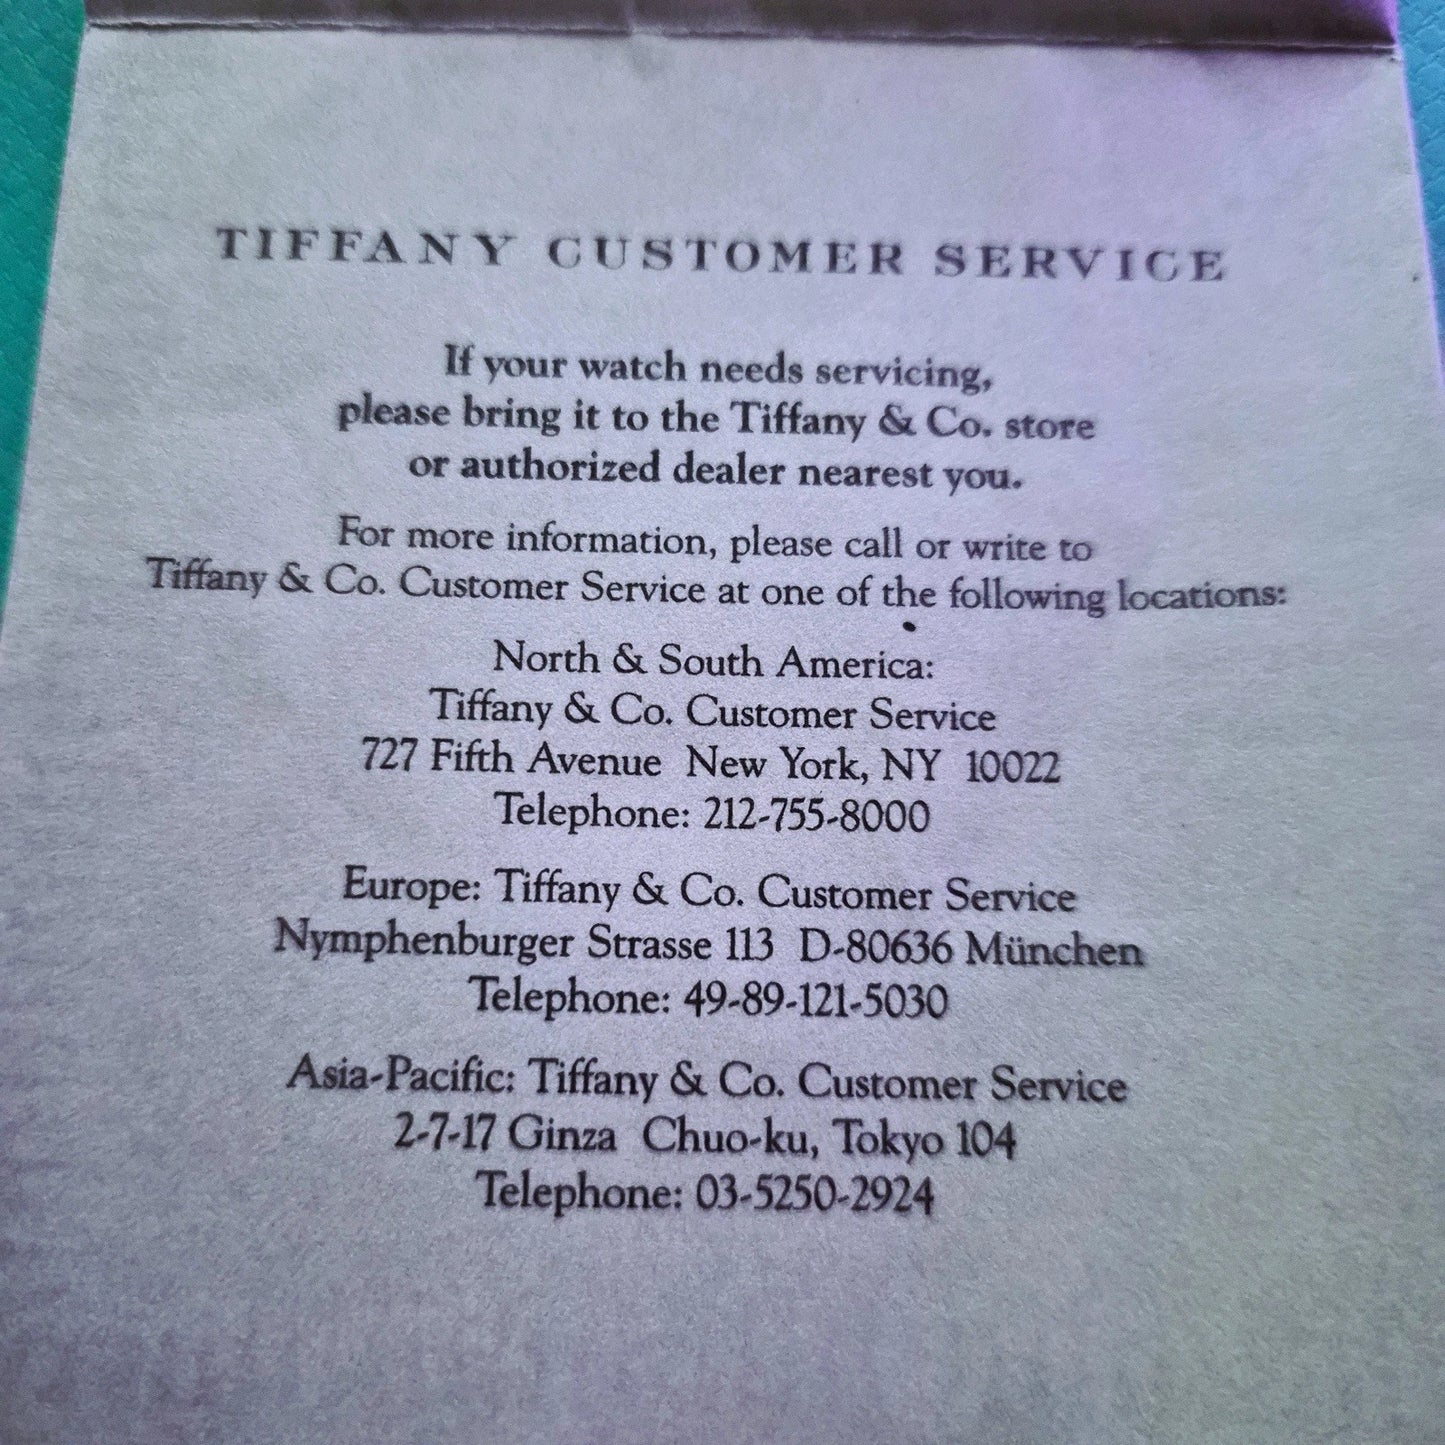 TIFFANY CUSTOMER SERVICE
If your watch needs servicing,
please bring it to the Tiffany & Co. store
or authorized dealer nearest you.
For more information, please call or write to
Tiffany & Co. Customer Service at one of the following locations:
North & South America:
Tiffany & Co. Customer Service
727 Fifth Avenue New York, NY 10022
Telephone: 212-755-8000
Europe: Tiffany & Co. Customer Service
Nymphenburger Strasse 113 D-80636 München
Telephone: 49-89-121-5030
Asia-Pacific: Tiffany & Co. Customer Service
2-7-17 Ginza Chuo-ku, Tokyo 104
Telephone: 03-5250-2924